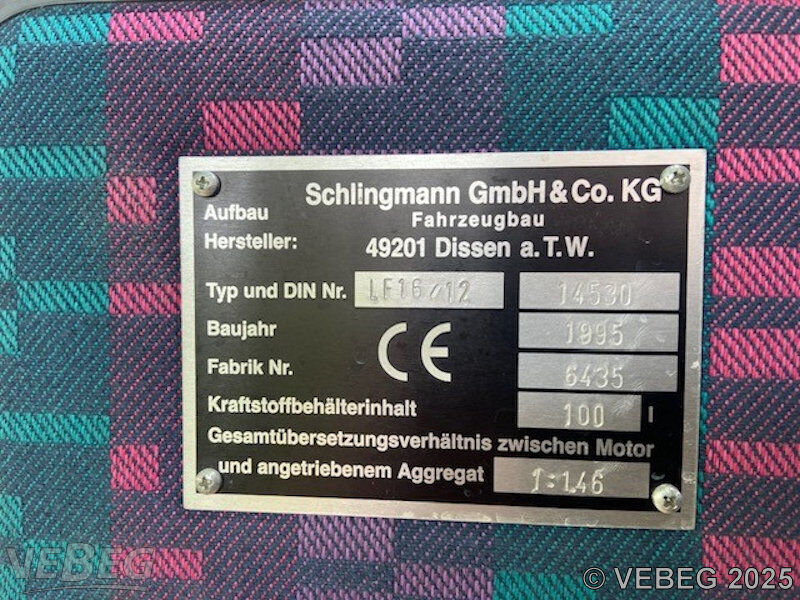 Schlingmann GmbH & Co. KG
Aufbau Fahrzeugbau
Hersteller: 49201 Dissen a.T.W.
Typ und DIN Nr. LF16/12 14530
Baujahr 1995
Fabrik Nr. CE 6435
Kraftstoffbehälterinhalt 100 l
Gesamtübersetzungsverhältnis zwischen Motor
und angetriebenem Aggregat 1:1.46
VEBEG
© VEBEG 2025